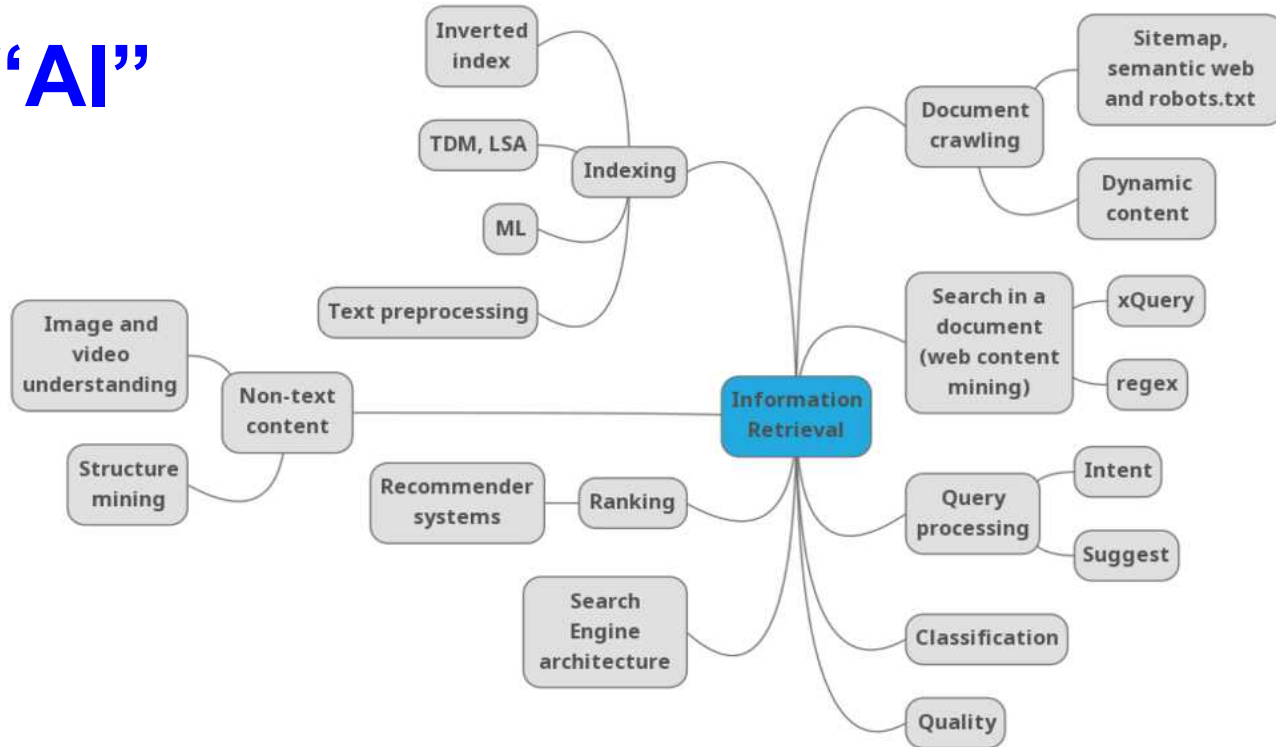 “AI”
Inverted
index
TDM, LSA
Indexing
ML
Text preprocessing
Image and
video
understanding
Non-text
content
Structure
mining
Recommender
systems
Ranking
Search
Engine
architecture
Information
Retrieval
Document
crawling
Sitemap,
semantic web
and robots.txt
Dynamic
content
Search in a
document
(web content
mining)
xQuery
regex
Query
processing
Intent
Suggest
Classification
Quality